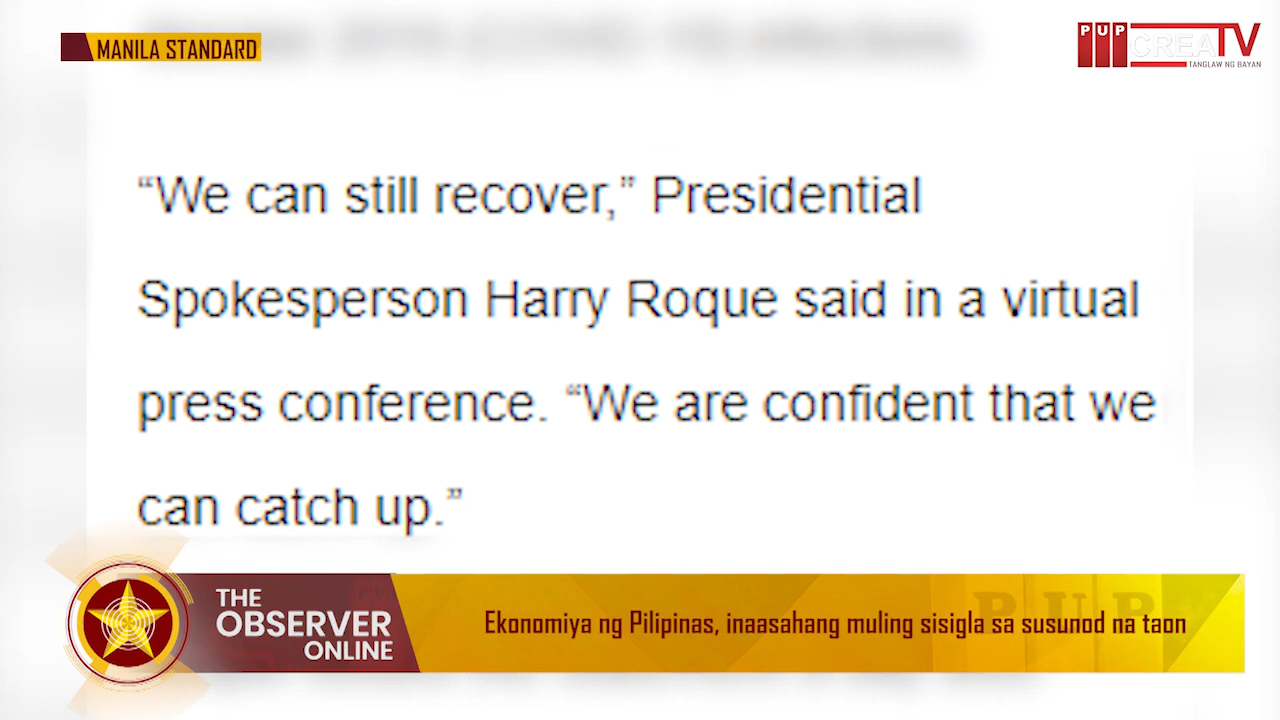 MANILA STANDARD
PUP CREATV
TANGLAW NG BAYAN
“We can still recover,” Presidential
Spokesperson Harry Roque said in a virtual
press conference. “We are confident that we
can catch up.”
THE
OBSERVER
ONLINE
Ekonomiya ng Pilipinas, inaasahang muling sisigla sa susunod na taon
PUP